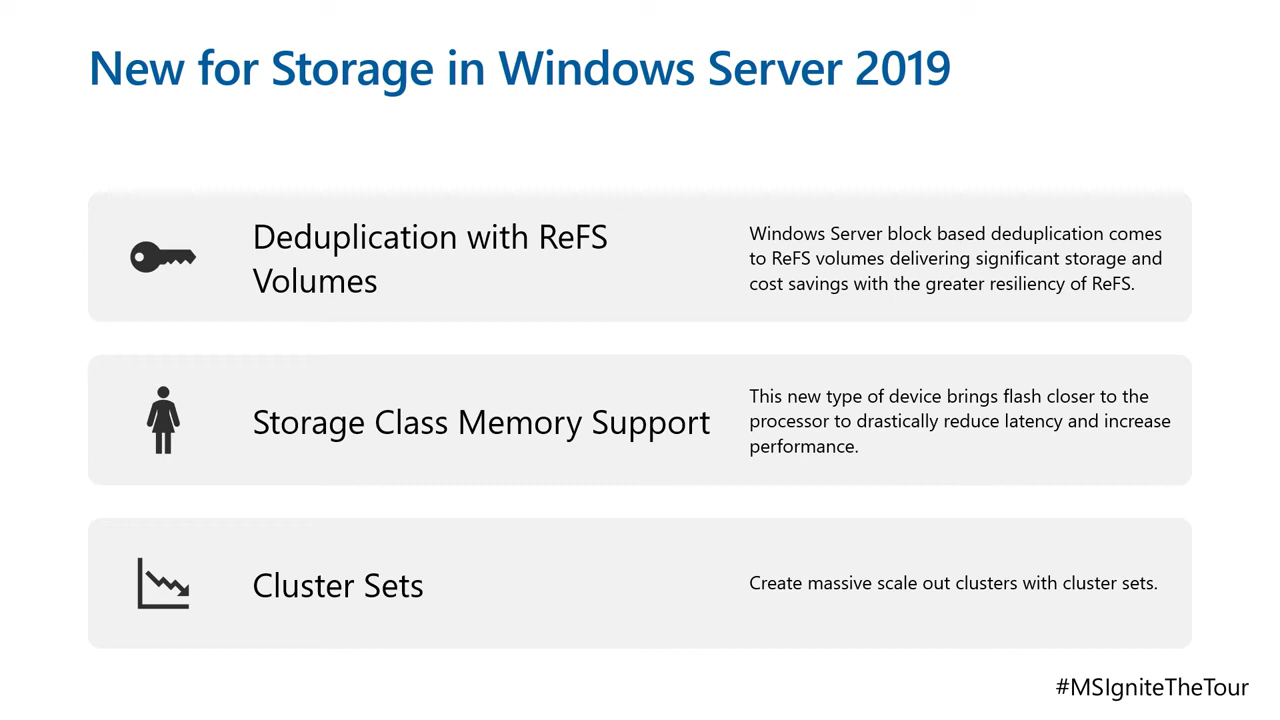 New for Storage in Windows Server 2019
Deduplication with ReFS
Volumes
Windows Server block based deduplication comes
to ReFS volumes delivering significant storage and
cost savings with the greater resiliency of ReFS.
Storage Class Memory Support
This new type of device brings flash closer to the
processor to drastically reduce latency and increase
performance.
Cluster Sets
Create massive scale out clusters with cluster sets.
#MSIgniteTheTour